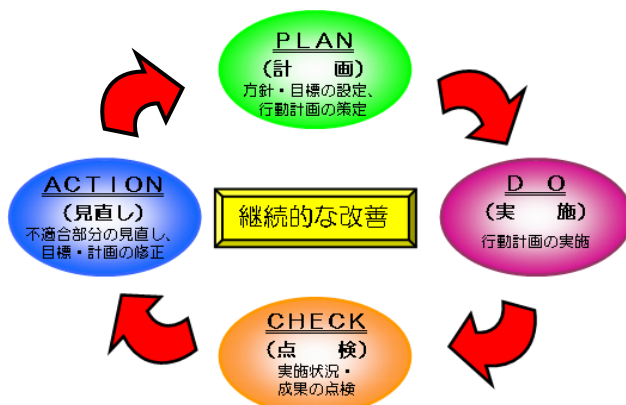 PLAN
(計　画)
方針・目標の設定、
行動計画の策定
DO
(実　施)
行動計画の実施
CHECK
(点　検)
実施状況・
成果の点検
ACTION
(見直し)
不適合部分の見直し、
目標・計画の修正
継続的な改善